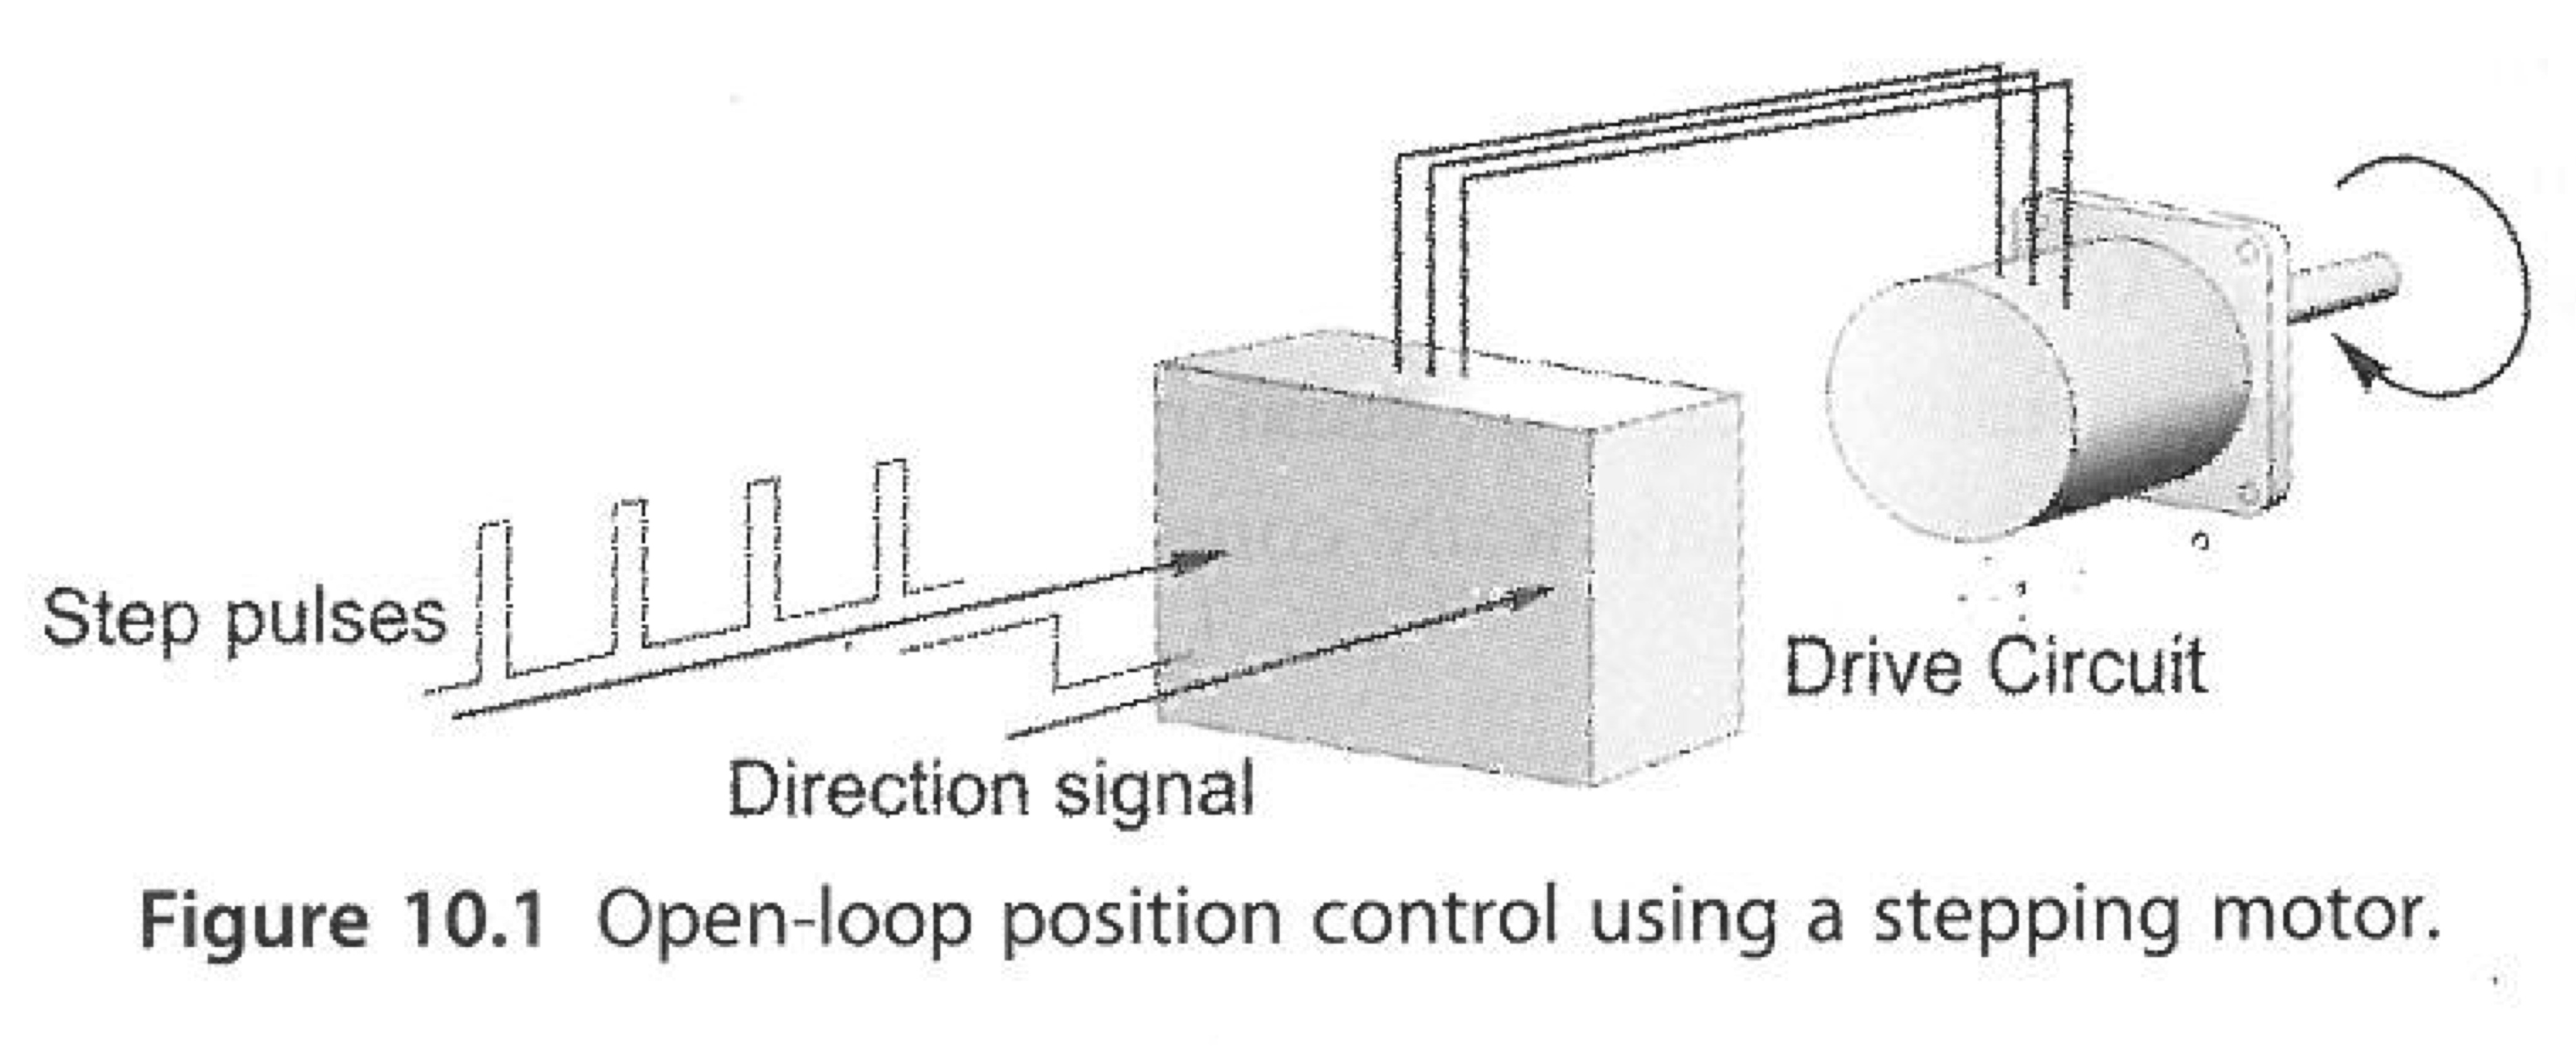 Step pulses
Direction signal
Drive Circuit
Figure 10.1 Open-loop position control using a stepping motor.